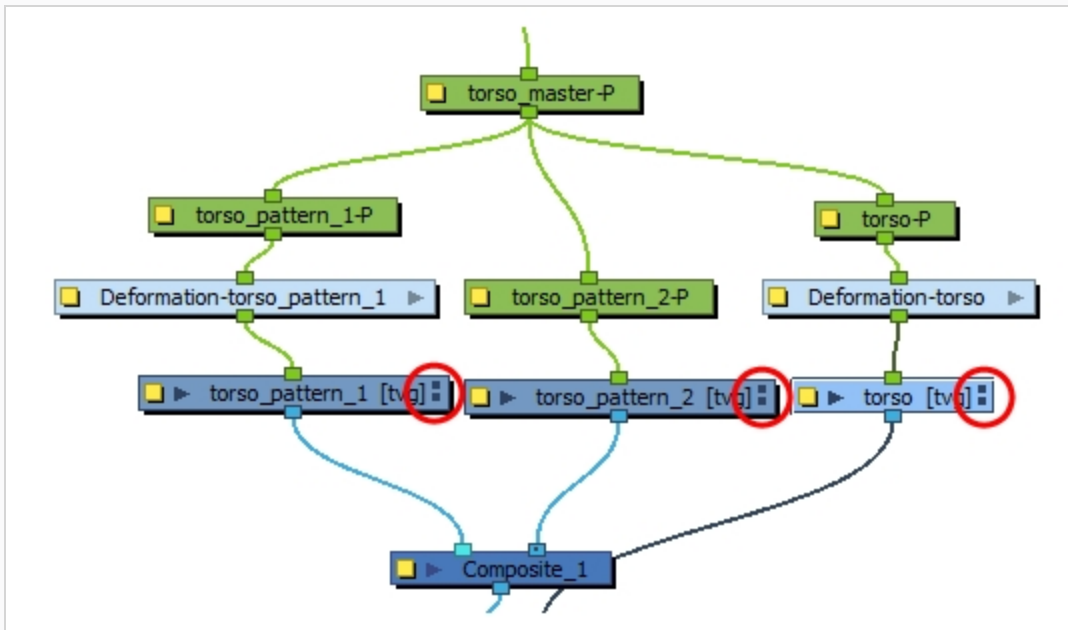 torso_master-P
torso_pattern_1-P
torso-P
Deformation-torso_pattern_1
torso_pattern_2-P
Deformation-torso
torso_pattern_1 [tvg]
torso_pattern_2 [tvg]
torso [tvg]
Composite_1